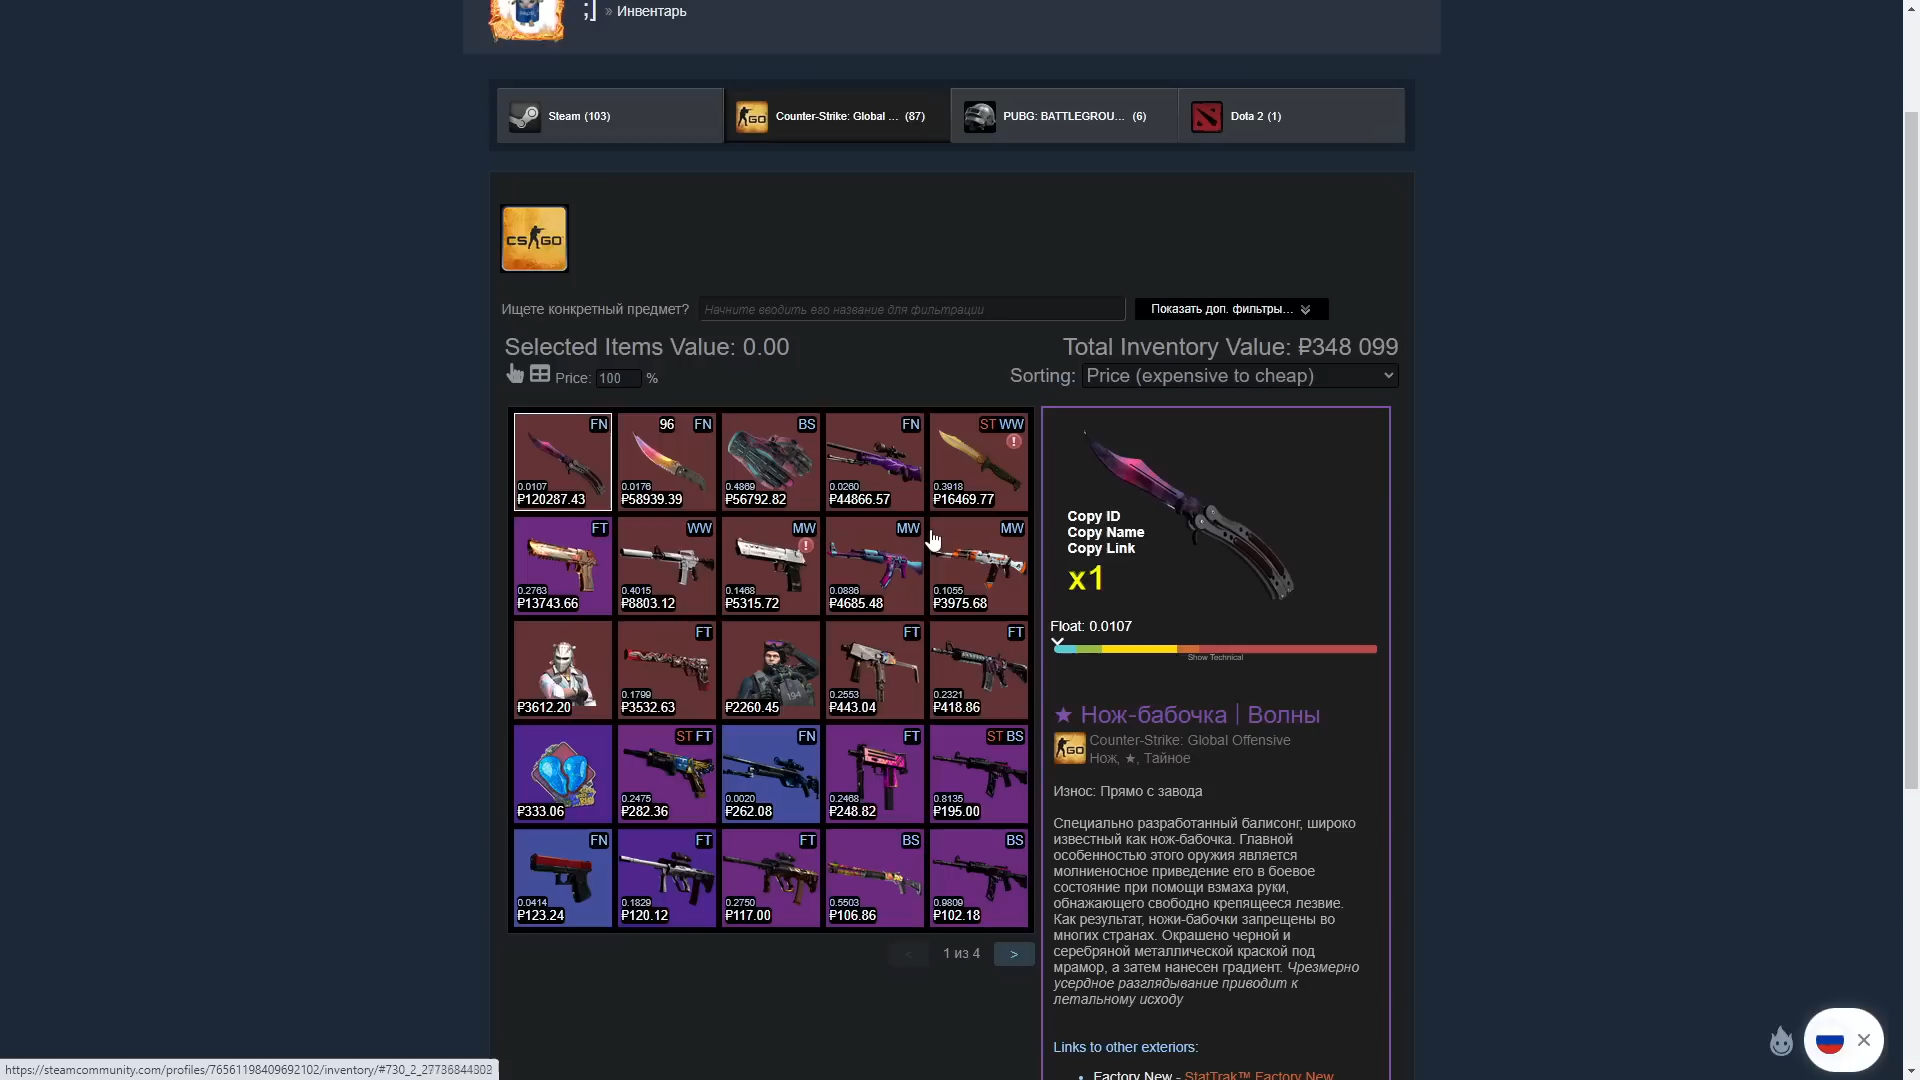 ;] » Инвентарь
Steam (103)
Counter-Strike: Global ... (87)
PUBG: BATTLEGROU... (6)
Dota 2 (1)
CS GO
Ищете конкретный предмет?
Начните вводить его название для фильтрации
Показать доп. фильтры...
Selected Items Value: 0.00
Total Inventory Value: ₽348 099
Price: 100 %
Sorting: Price (expensive to cheap)
FN
96 FN
BS
FN
ST WW
0.0107
0.0176
0.4869
0.0260
0.3918
₽120287.43
₽58939.39
₽56792.82
₽44866.57
₽16469.77
FT
WW
MW
MW
MW
0.2763
0.4015
0.1468
0.0886
0.1055
₽13743.66
₽8803.12
₽5315.72
₽4685.48
₽3975.68
FT
FT
FT
0.1799
194
0.2553
0.2321
₽3612.20
₽3532.63
₽2260.45
₽443.04
₽418.86
ST FT
FN
FT
ST BS
0.2475
0.0020
0.2468
0.8135
₽333.06
₽282.36
₽262.08
₽248.82
₽195.00
FN
FT
FT
BS
BS
0.0414
0.1829
0.2750
0.5503
0.9809
₽123.24
₽120.12
₽117.00
₽106.86
₽102.18
<
1 из 4
>
Copy ID
Copy Name
Copy Link
x1
Float: 0.0107
Show Technical
★ Нож-бабочка | Волны
GO
Counter-Strike: Global Offensive
Нож, ★, Тайное
Износ: Прямо с завода
Специально разработанный балисонг, широко
известный как нож-бабочка. Главной
особенностью этого оружия является
молниеносное приведение его в боевое
состояние при помощи взмаха руки,
обнажающего свободно крепящееся лезвие.
Как результат, ножи-бабочки запрещены во
многих странах. Окрашено черной и
серебряной металлической краской под
мрамор, а затем нанесен градиент. Чрезмерно
усердное разглядывание приводит к
летальному исходу
Links to other exteriors:
Factory New - StatTrak™ Factory New
https://steamcommunity.com/profiles/76561198409692102/inventory/#730_2_27736844802